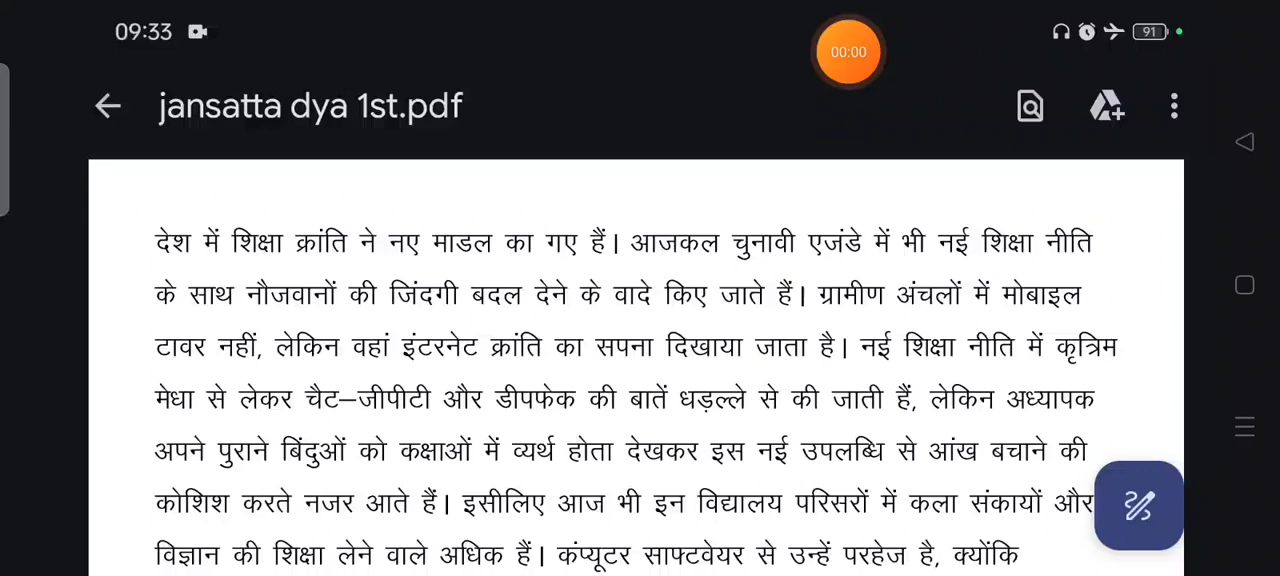 09:33
00:00
91
jansatta dya 1st.pdf
देश में शिक्षा क्रांति ने नए माडल का गए हैं। आजकल चुनावी एजंडे में भी नई शिक्षा नीति
के साथ नौजवानों की जिंदगी बदल देने के वादे किए जाते हैं। ग्रामीण अंचलों में मोबाइल
टावर नहीं, लेकिन वहां इंटरनेट क्रांति का सपना दिखाया जाता है। नई शिक्षा नीति में कृत्रिम
मेधा से लेकर चैट–जीपीटी और डीपफेक की बातें धड़ल्ले से की जाती हैं, लेकिन अध्यापक
अपने पुराने बिंदुओं को कक्षाओं में व्यर्थ होता देखकर इस नई उपलब्धि से आंख बचाने की
कोशिश करते नजर आते हैं। इसीलिए आज भी इन विद्यालय परिसरों में कला संकायों और
विज्ञान की शिक्षा लेने वाले अधिक हैं। कंप्यूटर साफ्टवेयर से उन्हें परहेज है, क्योंकि